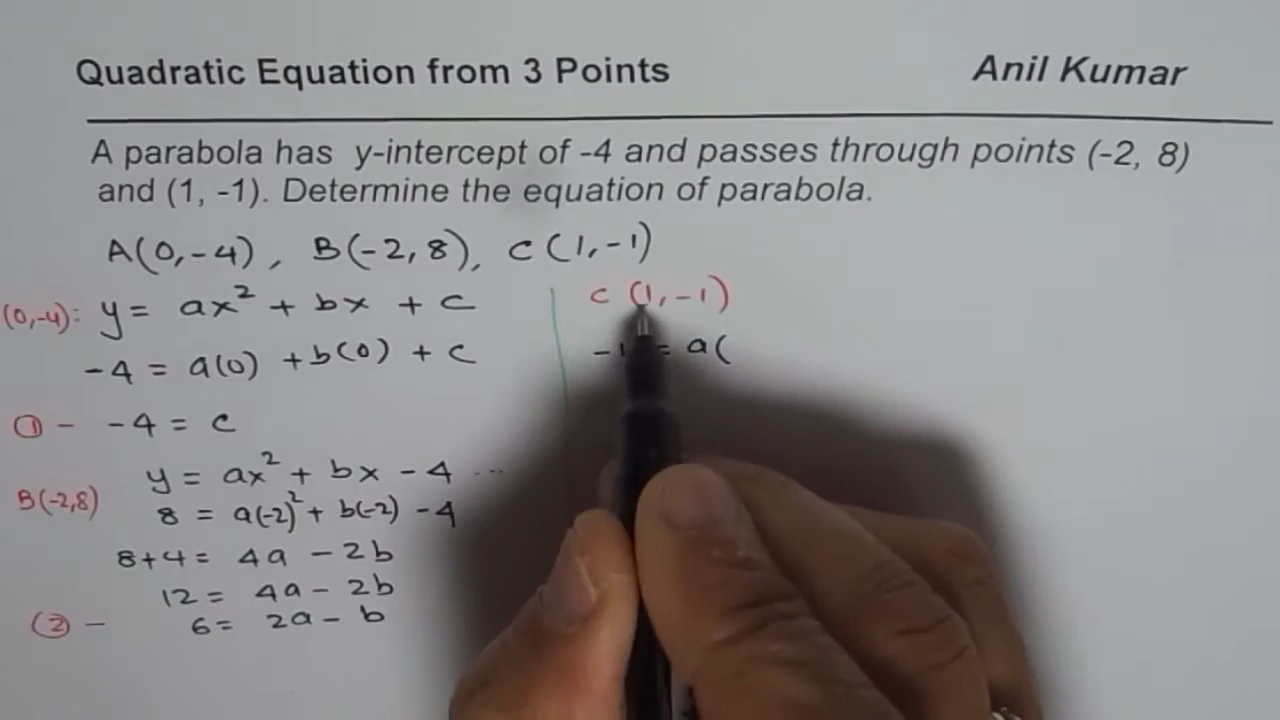 Quadratic Equation from 3 Points Anil Kumar
A parabola has y-intercept of -4 and passes through points (-2, 8)
and (1, -1). Determine the equation of parabola.
A(0,-4), B(-2,8), C(1,-1)
(0,-4): y = ax² + bx + c
-4 = a(0) + b(0) + c
① - -4 = c
y = ax² + bx - 4 ...
B(-2,8)
8 = a(-2)² + b(-2) - 4
8+4 = 4a - 2b
12 = 4a - 2b
② - 6 = 2a - b
C (1,-1)
-1 = a(